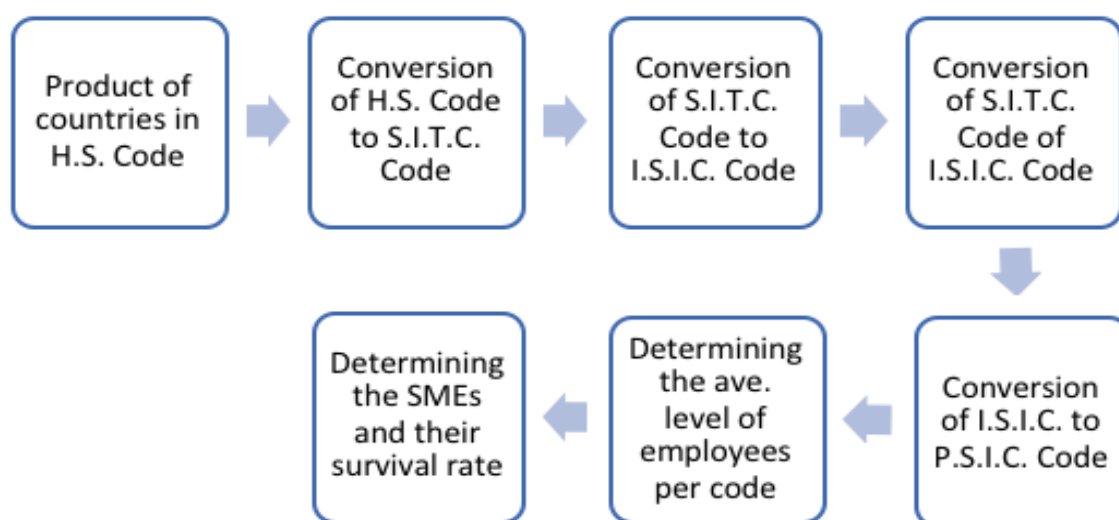 Product of
countries in
H.S. Code
Conversion
of H.S. Code
to S.I.T.C.
Code
Conversion
of S.I.T.C.
Code to
I.S.I.C. Code
Conversion
of S.I.T.C.
Code of
I.S.I.C. Code
Conversion
of I.S.I.C. to
P.S.I.C. Code
Determining
the ave.
level of
employees
per code
Determining
the SMEs
and their
survival rate